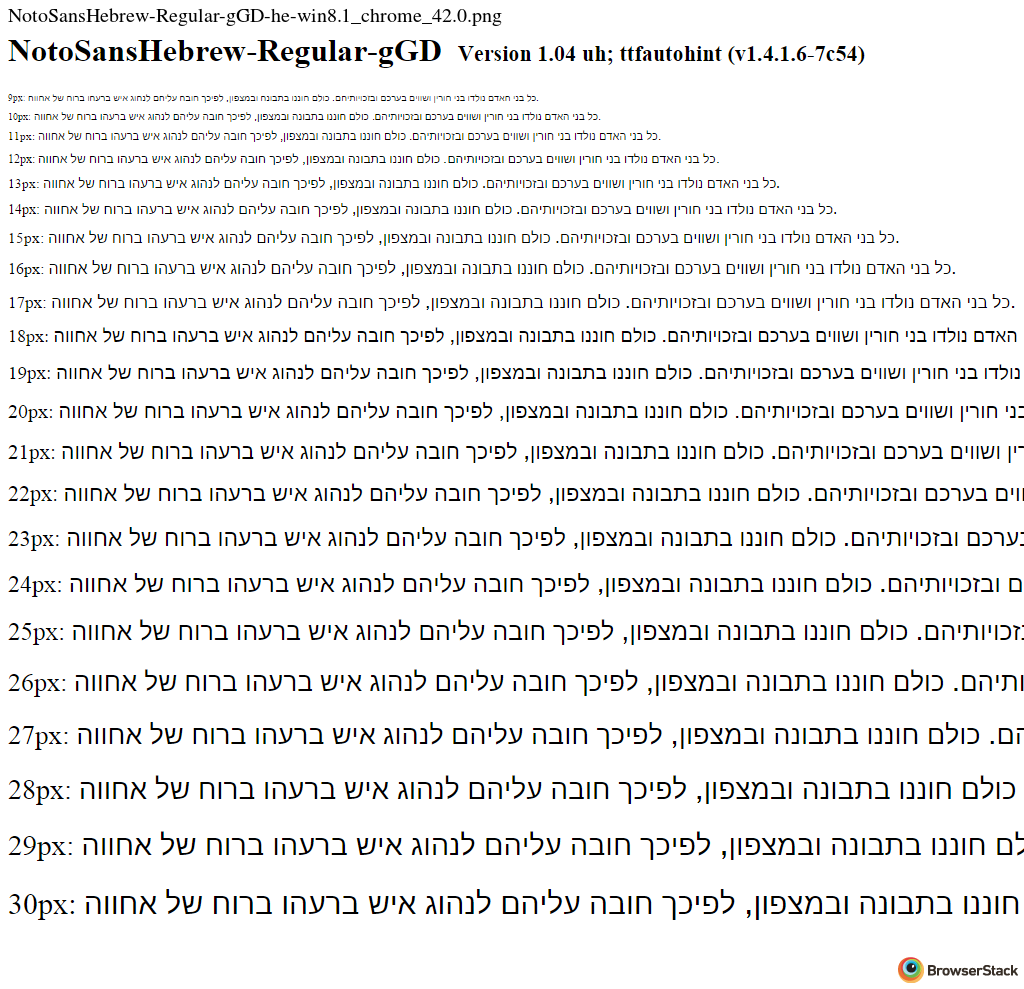 NotoSansHebrew-Regular-gGD-he-win8.1_chrome_42.0.png
NotoSansHebrew-Regular-gGD Version 1.04 uh; ttfautohint (v1.4.1.6-7c54)
9px: כל בני האדם נולדו בני חורין ושווים בערכם ובזכויותיהם. כולם חוננו בתבונה ובמצפון, לפיכך חובה עליהם לנהוג איש ברעהו ברוח של אחווה.
10px: כל בני האדם נולדו בני חורין ושווים בערכם ובזכויותיהם. כולם חוננו בתבונה ובמצפון, לפיכך חובה עליהם לנהוג איש ברעהו ברוח של אחווה.
11px: כל בני האדם נולדו בני חורין ושווים בערכם ובזכויותיהם. כולם חוננו בתבונה ובמצפון, לפיכך חובה עליהם לנהוג איש ברעהו ברוח של אחווה.
12px: כל בני האדם נולדו בני חורין ושווים בערכם ובזכויותיהם. כולם חוננו בתבונה ובמצפון, לפיכך חובה עליהם לנהוג איש ברעהו ברוח של אחווה.
13px: כל בני האדם נולדו בני חורין ושווים בערכם ובזכויותיהם. כולם חוננו בתבונה ובמצפון, לפיכך חובה עליהם לנהוג איש ברעהו ברוח של אחווה.
14px: כל בני האדם נולדו בני חורין ושווים בערכם ובזכויותיהם. כולם חוננו בתבונה ובמצפון, לפיכך חובה עליהם לנהוג איש ברעהו ברוח של אחווה.
15px: כל בני האדם נולדו בני חורין ושווים בערכם ובזכויותיהם. כולם חוננו בתבונה ובמצפון, לפיכך חובה עליהם לנהוג איש ברעהו ברוח של אחווה.
16px: כל בני האדם נולדו בני חורין ושווים בערכם ובזכויותיהם. כולם חוננו בתבונה ובמצפון, לפיכך חובה עליהם לנהוג איש ברעהו ברוח של אחווה.
17px: כל בני האדם נולדו בני חורין ושווים בערכם ובזכויותיהם. כולם חוננו בתבונה ובמצפון, לפיכך חובה עליהם לנהוג איש ברעהו ברוח של אחווה.
18px: האדם נולדו בני חורין ושווים בערכם ובזכויותיהם. כולם חוננו בתבונה ובמצפון, לפיכך חובה עליהם לנהוג איש ברעהו ברוח של אחווה
19px: נולדו בני חורין ושווים בערכם ובזכויותיהם. כולם חוננו בתבונה ובמצפון, לפיכך חובה עליהם לנהוג איש ברעהו ברוח של אחווה
20px: בני חורין ושווים בערכם ובזכויותיהם. כולם חוננו בתבונה ובמצפון, לפיכך חובה עליהם לנהוג איש ברעהו ברוח של אחווה
21px: רין ושווים בערכם ובזכויותיהם. כולם חוננו בתבונה ובמצפון, לפיכך חובה עליהם לנהוג איש ברעהו ברוח של אחווה
22px: וים בערכם ובזכויותיהם. כולם חוננו בתבונה ובמצפון, לפיכך חובה עליהם לנהוג איש ברעהו ברוח של אחווה
23px: בערכם ובזכויותיהם. כולם חוננו בתבונה ובמצפון, לפיכך חובה עליהם לנהוג איש ברעהו ברוח של אחווה
24px: ם ובזכויותיהם. כולם חוננו בתבונה ובמצפון, לפיכך חובה עליהם לנהוג איש ברעהו ברוח של אחווה
25px: זכויותיהם. כולם חוננו בתבונה ובמצפון, לפיכך חובה עליהם לנהוג איש ברעהו ברוח של אחווה
26px: ותיהם. כולם חוננו בתבונה ובמצפון, לפיכך חובה עליהם לנהוג איש ברעהו ברוח של אחווה
27px: הם. כולם חוננו בתבונה ובמצפון, לפיכך חובה עליהם לנהוג איש ברעהו ברוח של אחווה
28px: כולם חוננו בתבונה ובמצפון, לפיכך חובה עליהם לנהוג איש ברעהו ברוח של אחווה
29px: לם חוננו בתבונה ובמצפון, לפיכך חובה עליהם לנהוג איש ברעהו ברוח של אחווה
30px: חוננו בתבונה ובמצפון, לפיכך חובה עליהם לנהוג איש ברעהו ברוח של אחווה
BrowserStack